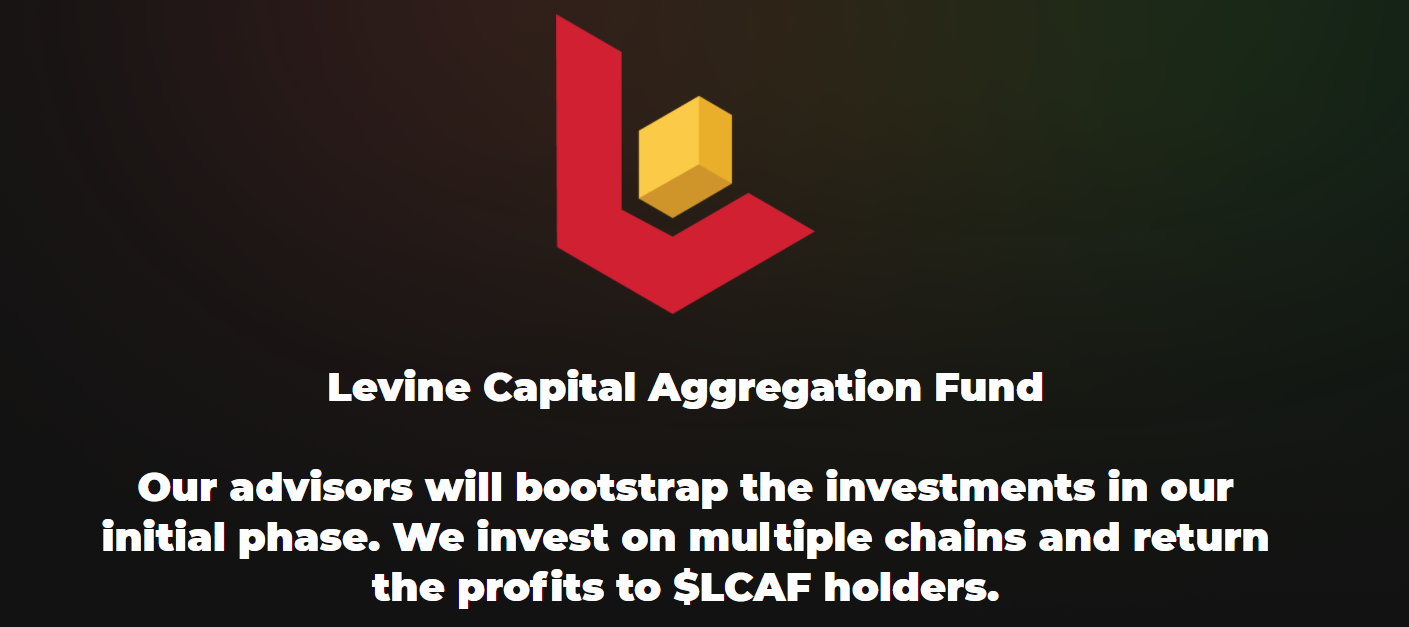 Levine Capital Aggregation Fund
Our advisors will bootstrap the investments in our
initial phase. We invest on multiple chains and return
the profits to $LCAF holders.